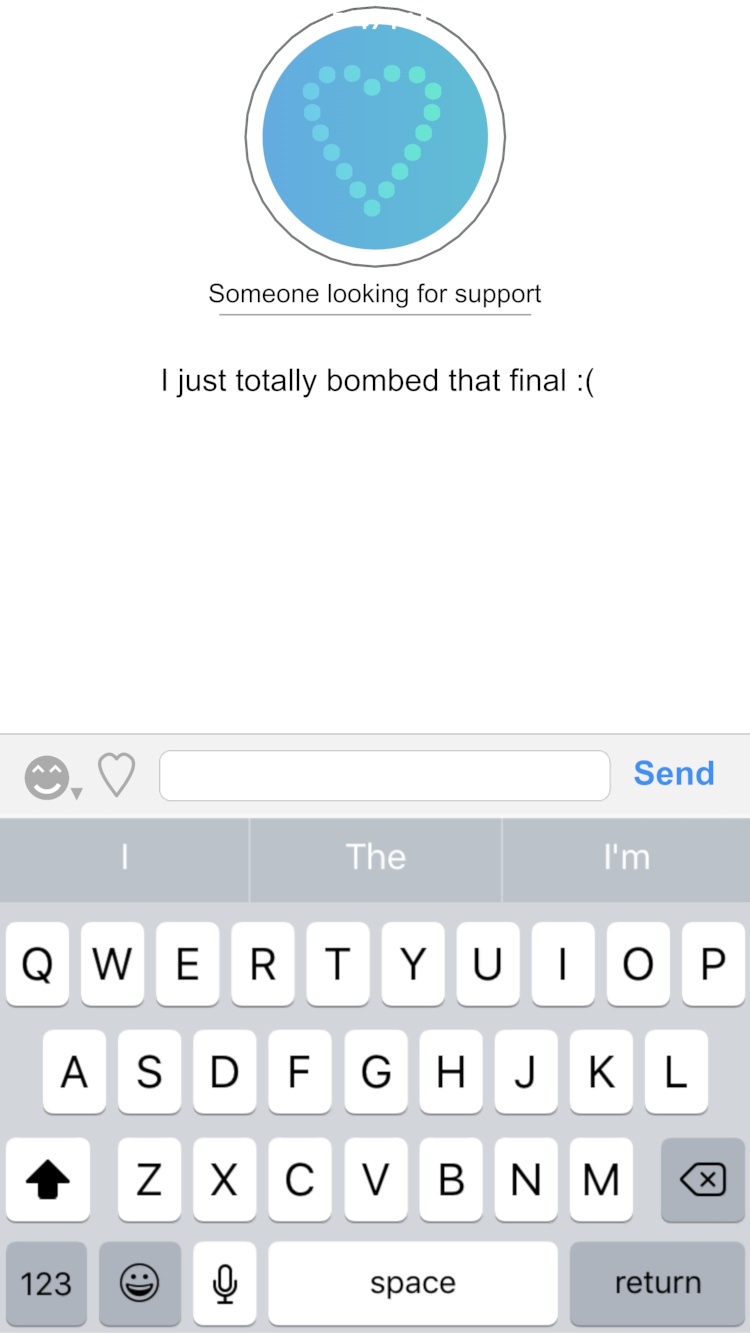 Someone looking for support
I just totally bombed that final :(
Send
I The I'm
Q W E R T Y U I O P
A S D F G H J K L
Z X C V B N M
123 space return